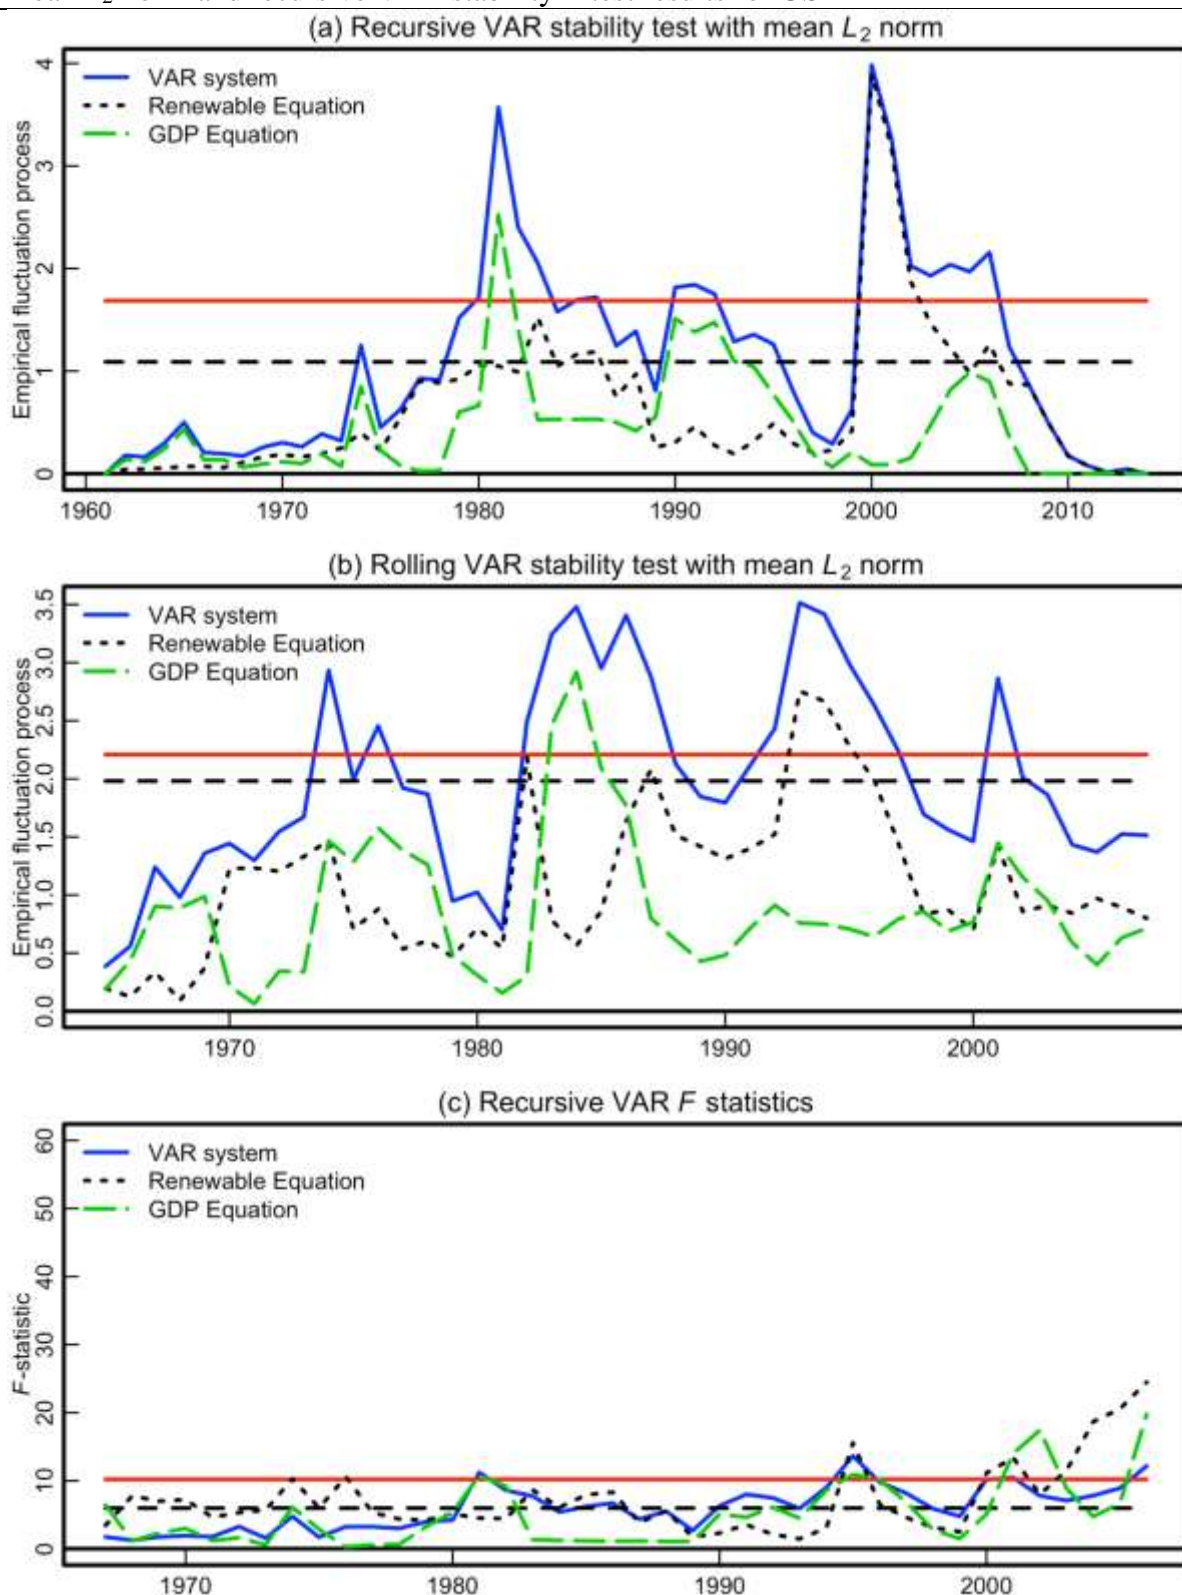 (a) Recursive VAR stability test with mean L₂ norm
VAR system
Renewable Equation
GDP Equation
Empirical fluctuation process
4
3
2
1
0
1960 1970 1980 1990 2000 2010
(b) Rolling VAR stability test with mean L₂ norm
VAR system
Renewable Equation
GDP Equation
Empirical fluctuation process
3.5
3.0
2.5
2.0
1.5
1.0
0.5
0.0
1970 1980 1990 2000
(c) Recursive VAR F statistics
VAR system
Renewable Equation
GDP Equation
F-statistic
60
50
40
30
20
10
0
1970 1980 1990 2000